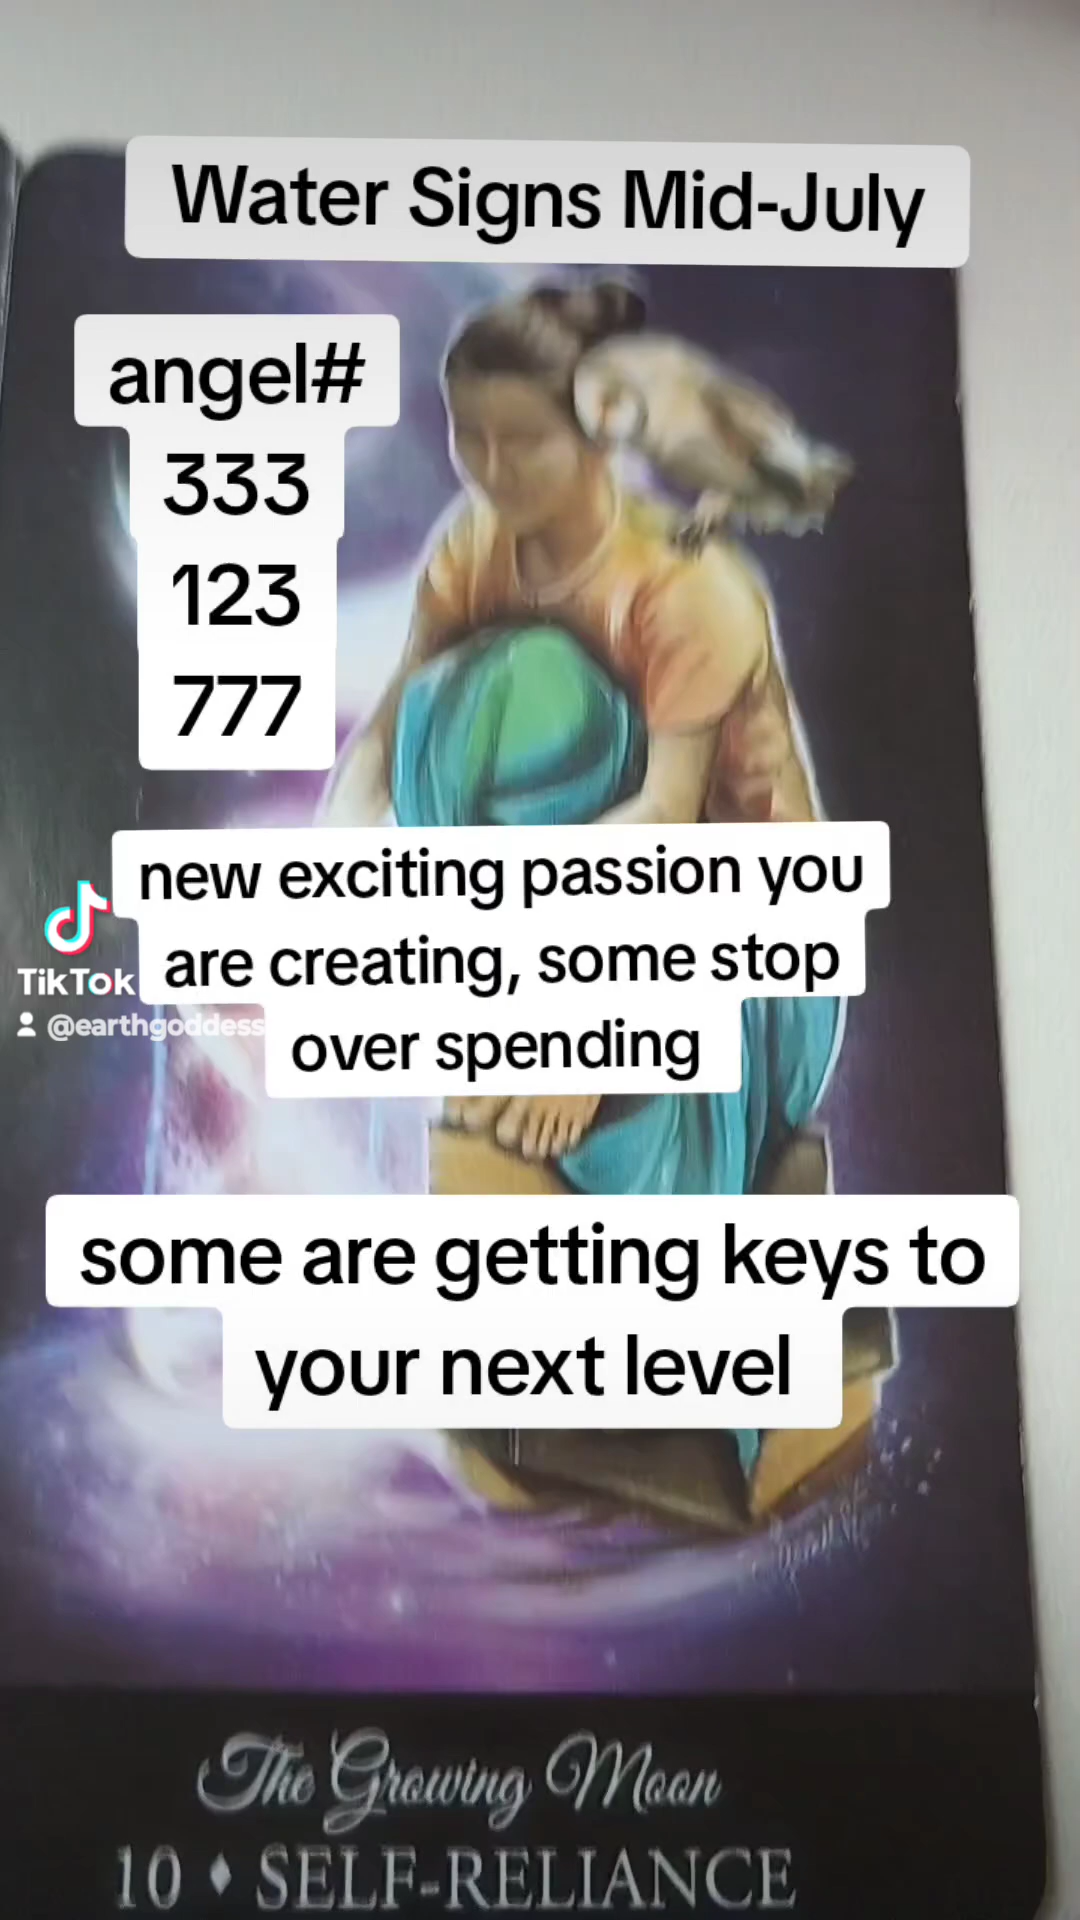 Water Signs Mid-July
angel#
333
123
777
new exciting passion you
are creating, some stop
over spending
TikTok
@earthgoddess
some are getting keys to
your next level
The Growing Moon
10 ♦ SELF-RELIANCE